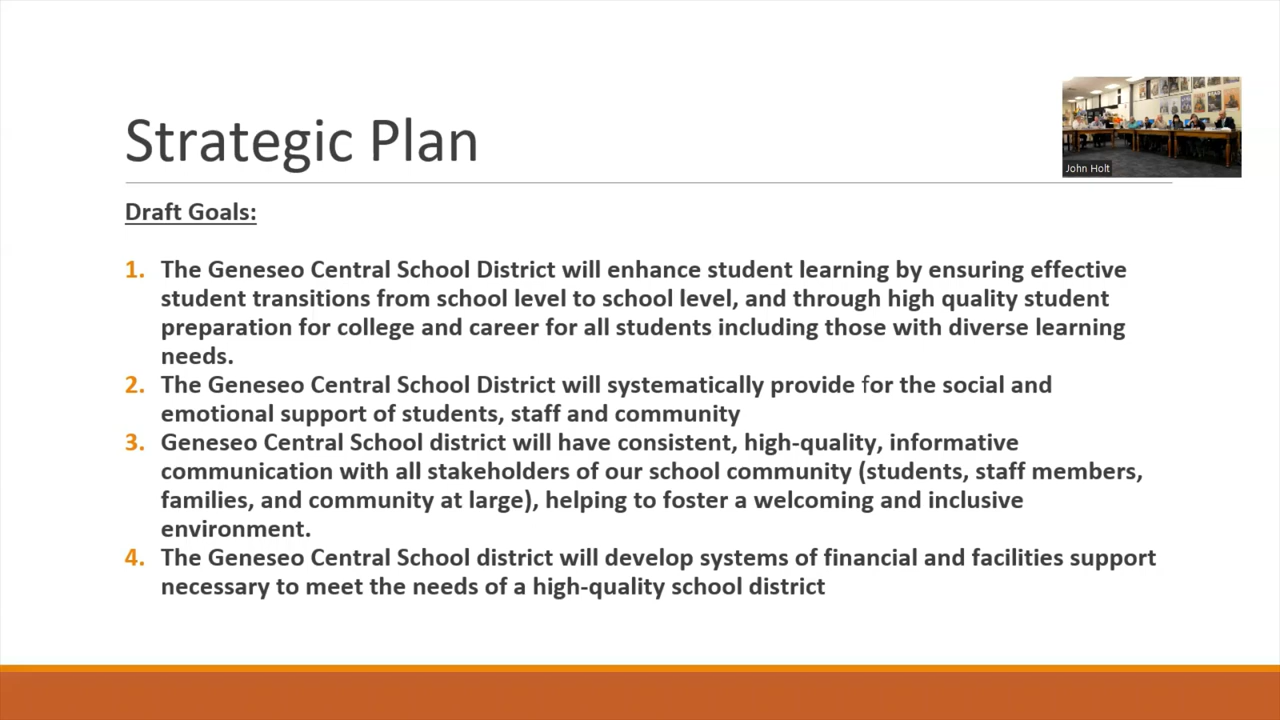 Strategic Plan
John Holt
Draft Goals:
1. The Geneseo Central School District will enhance student learning by ensuring effective
student transitions from school level to school level, and through high quality student
preparation for college and career for all students including those with diverse learning
needs.
2. The Geneseo Central School District will systematically provide for the social and
emotional support of students, staff and community
3. Geneseo Central School district will have consistent, high-quality, informative
communication with all stakeholders of our school community (students, staff members,
families, and community at large), helping to foster a welcoming and inclusive
environment.
4. The Geneseo Central School district will develop systems of financial and facilities support
necessary to meet the needs of a high-quality school district